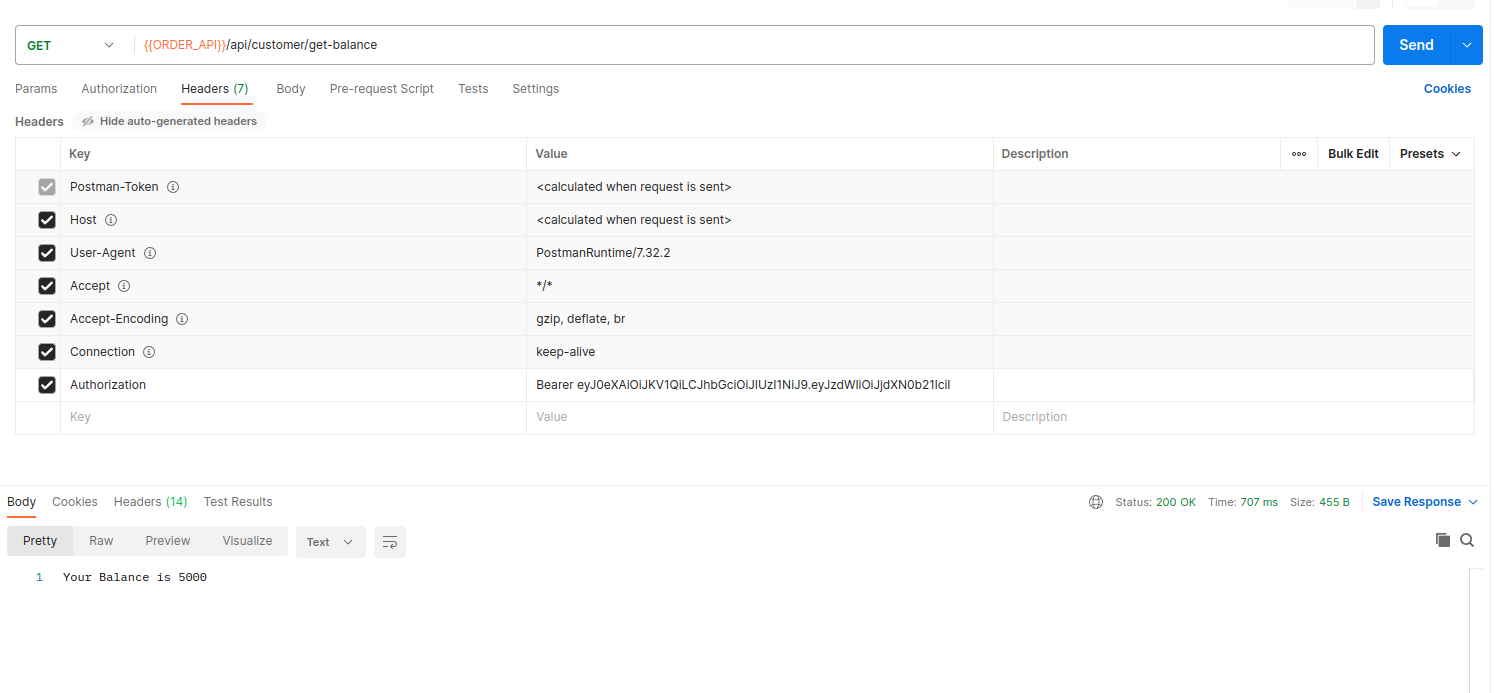 GET {{ORDER_API}}/api/customer/get-balance Send
Params Authorization Headers (7) Body Pre-request Script Tests Settings Cookies
Headers Hide auto-generated headers
Key Value Description Bulk Edit Presets
Postman-Token <calculated when request is sent>
Host <calculated when request is sent>
User-Agent PostmanRuntime/7.32.2
Accept */*
Accept-Encoding gzip, deflate, br
Connection keep-alive
Authorization Bearer eyJ0eXAiOiJKV1QiLCJhbGciOiJIUzI1NiJ9.eyJzdWIiOiJjdXN0b21lciI
Key Value Description
Body Cookies Headers (14) Test Results Status: 200 OK Time: 707 ms Size: 455 B Save Response
Pretty Raw Preview Visualize Text
1 Your Balance is 5000